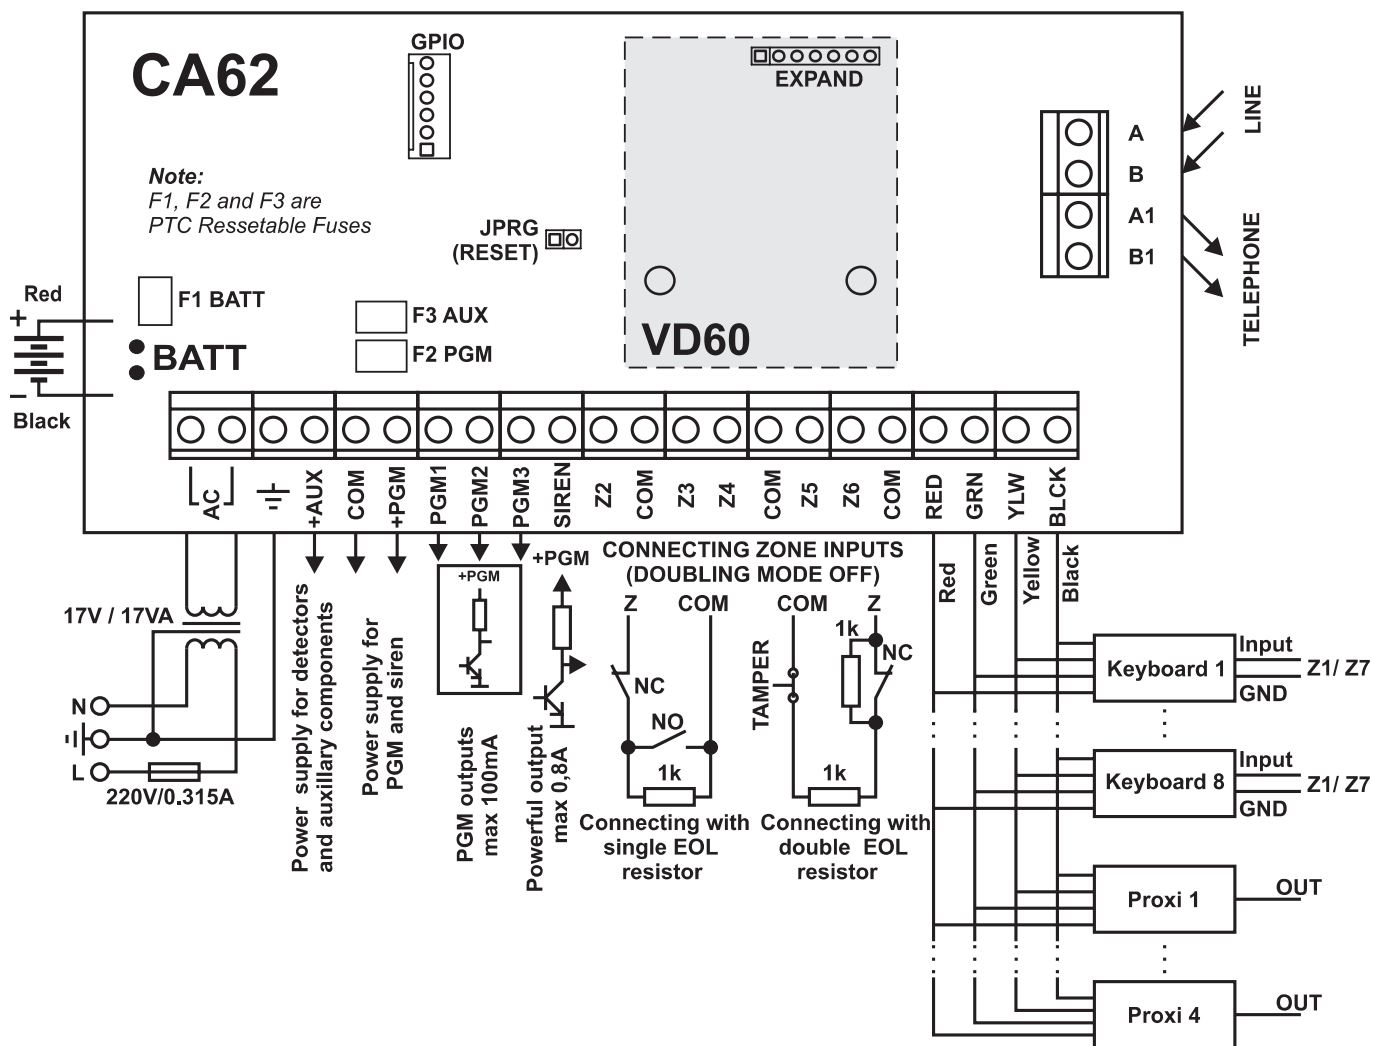 CA62
GPIO
EXPAND
Note:
F1, F2 and F3 are
PTC Ressetable Fuses
JPRG
(RESET)
F1 BATT
F3 AUX
F2 PGM
BATT
VD60
A
B
A1
B1
LINE
TELEPHONE
Red
+
–
Black
AC
+AUX
COM
+PGM
PGM1
PGM2
PGM3
SIREN
Z2
COM
Z3
Z4
COM
Z5
Z6
COM
RED
GRN
YLW
BLCK
17V / 17VA
N
L
220V/0.315A
Power supply for detectors
and auxillary components
Power supply for
PGM and siren
+PGM
PGM outputs
max 100mA
+PGM
Powerful output
max 0,8A
CONNECTING ZONE INPUTS
(DOUBLING MODE OFF)
Z
COM
NC
NO
1k
Connecting with
single EOL
resistor
COM
Z
1k
NC
TAMPER
1k
Connecting with
double EOL
resistor
Red
Green
Yellow
Black
Keyboard 1
Input
Z1/ Z7
GND
Keyboard 8
Input
Z1/ Z7
GND
Proxi 1
OUT
Proxi 4
OUT